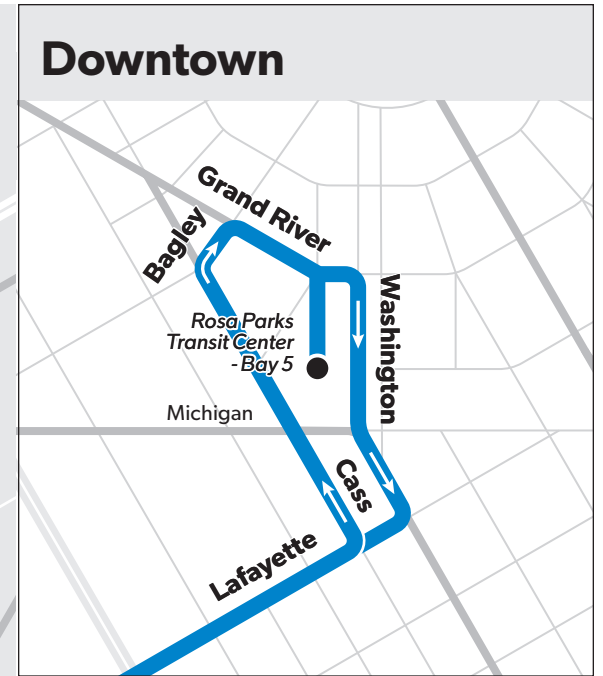 Downtown
Grand River
Bagley
Washington
Rosa Parks
Transit Center
- Bay 5
Michigan
Cass
Lafayette